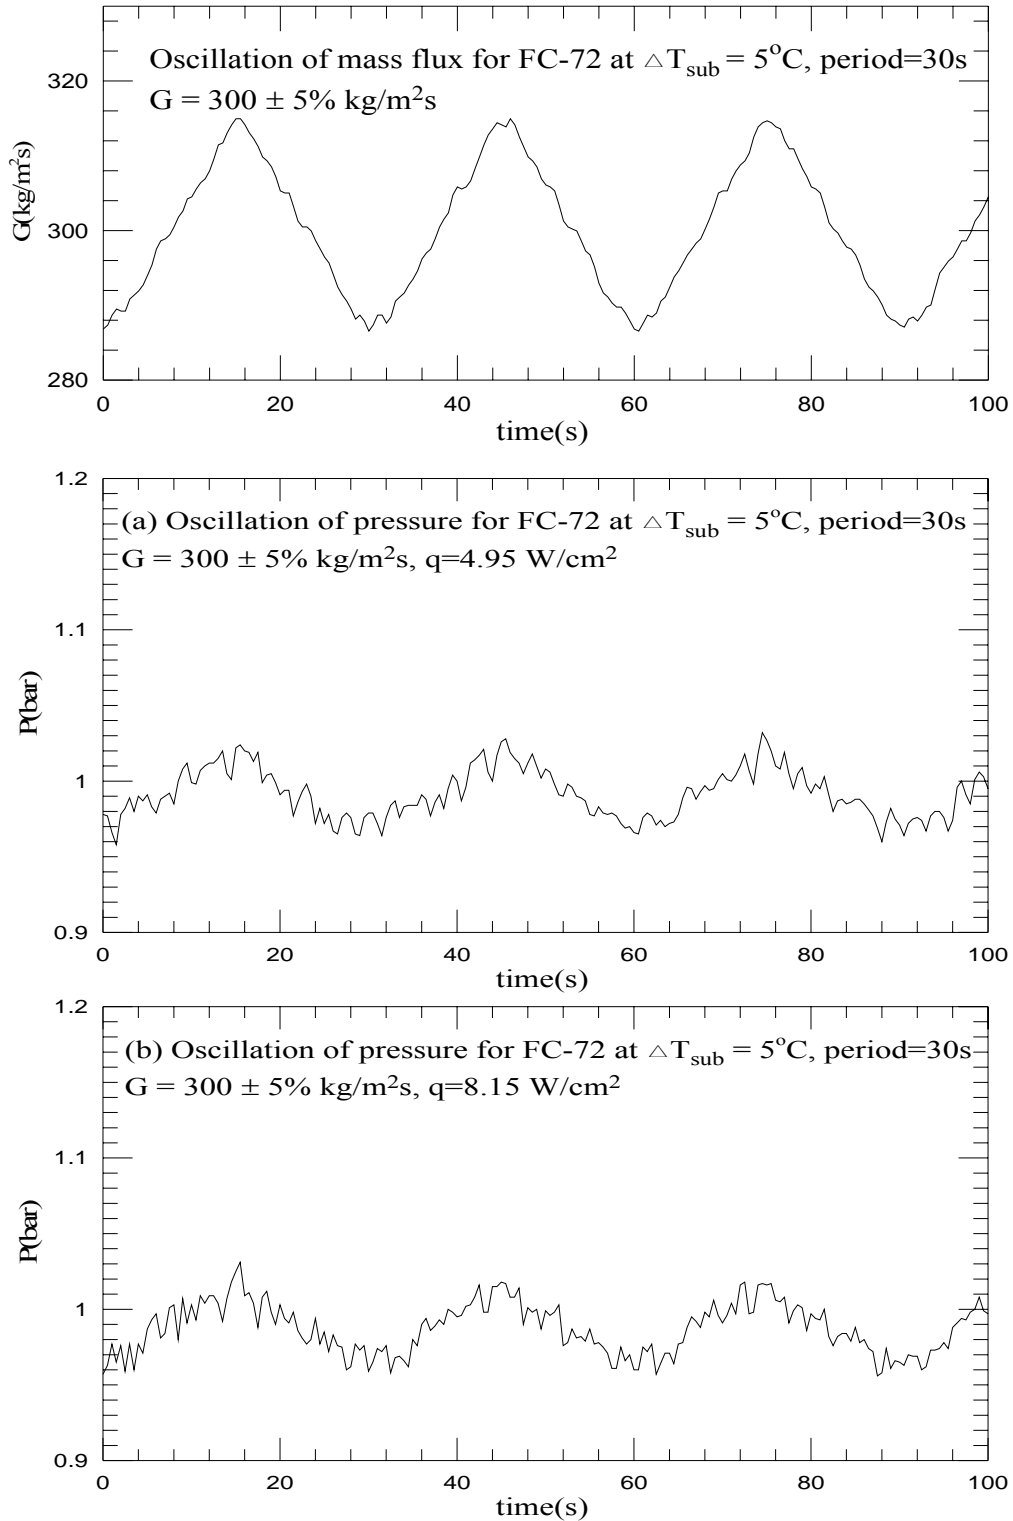 Oscillation of mass flux for FC-72 at △T_sub = 5°C, period=30s
G = 300 ± 5% kg/m²s
320
300
280
G(kg/m²s)
0 20 40 60 80 100
time(s)
1.2
(a) Oscillation of pressure for FC-72 at △T_sub = 5°C, period=30s
G = 300 ± 5% kg/m²s, q=4.95 W/cm²
1.1
1
0.9
P(bar)
0 20 40 60 80 100
time(s)
1.2
(b) Oscillation of pressure for FC-72 at △T_sub = 5°C, period=30s
G = 300 ± 5% kg/m²s, q=8.15 W/cm²
1.1
1
0.9
P(bar)
0 20 40 60 80 100
time(s)